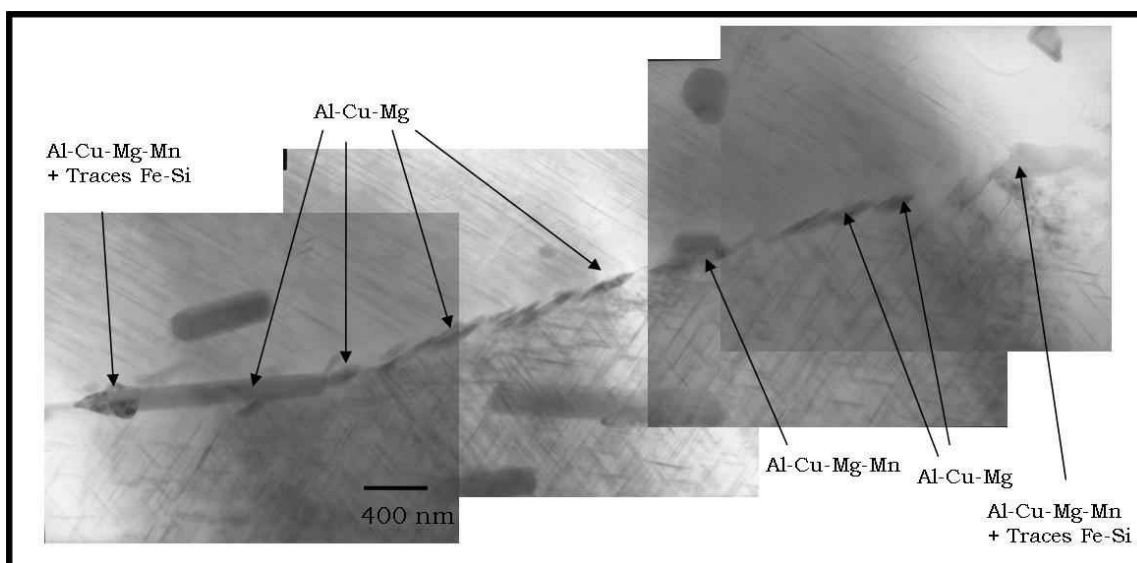 Al-Cu-Mg
Al-Cu-Mg-Mn
+ Traces Fe-Si
400 nm
Al-Cu-Mg-Mn
Al-Cu-Mg
Al-Cu-Mg-Mn
+ Traces Fe-Si